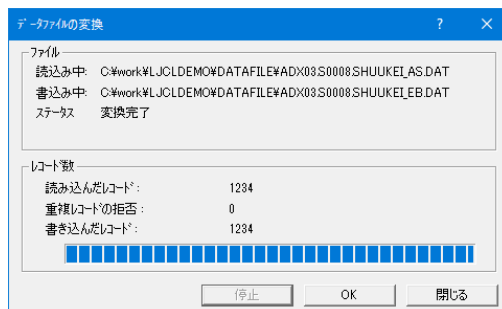 ﾃﾞｰﾀﾌｧｲﾙの変換 ? ×
ファイル
読込み中: C:¥work¥LJCLDEMO¥DATAFILE¥ADX03.S0008.SHUUKEI_AS.DAT
書込み中: C:¥work¥LJCLDEMO¥DATAFILE¥ADX03.S0008.SHUUKEI_EB.DAT
ｽﾃｰﾀｽ 変換完了
ﾚｺｰﾄﾞ数
読み込んだﾚｺｰﾄﾞ: 1234
重複ﾚｺｰﾄﾞの拒否: 0
書き込んだﾚｺｰﾄﾞ: 1234
停止 OK 閉じる